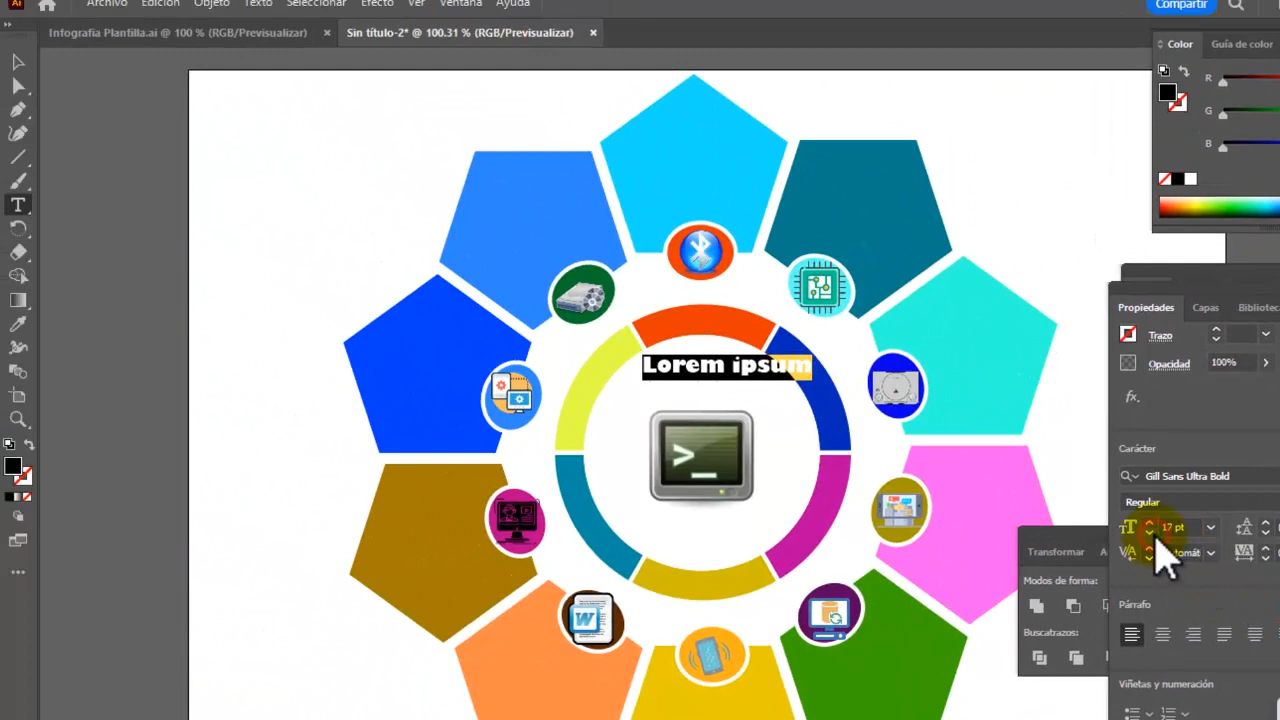 Ai
Archivo Edición Objeto Texto Seleccionar Efecto Ver Ventana Ayuda
Compartir
Infografia Plantilla.ai @ 100 % (RGB/Previsualizar) ×
Sin título-2* @ 100.31 % (RGB/Previsualizar) ×
Color Guía de color
R
G
B
Lorem ipsum
>_
W
Propiedades Capas
Trazo
Opacidad 100%
fx.
Carácter
Gill Sans Ultra Bold
Regular
17 pt
Transformar
Modos de forma:
Buscatrazos:
Párrafo
Viñetas y numeración